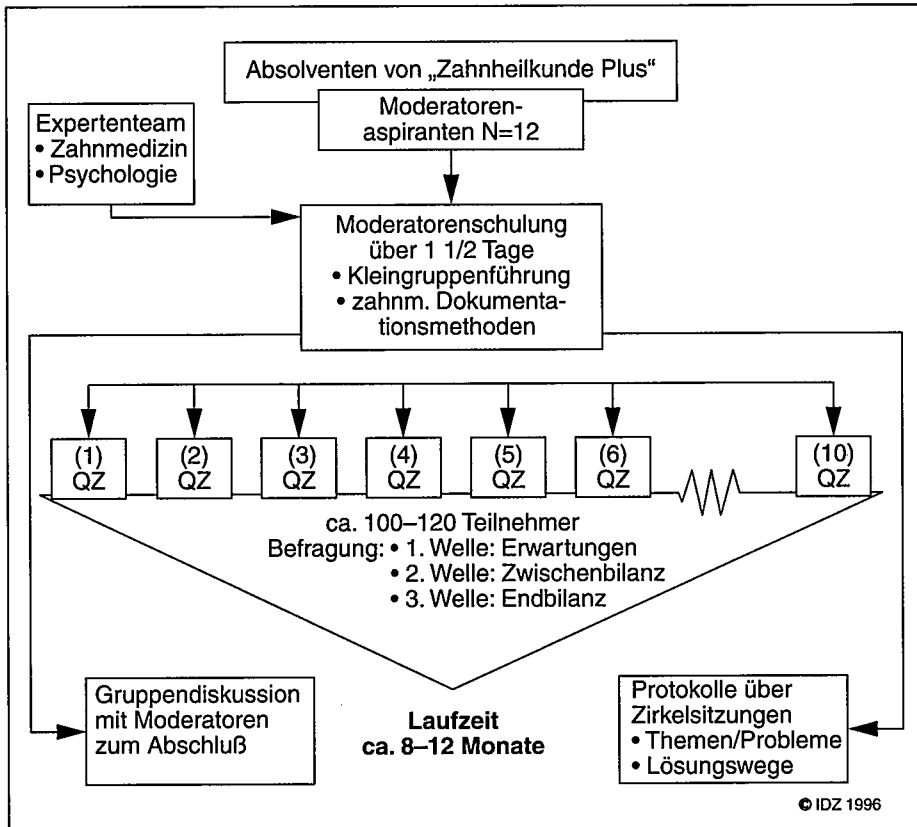 Absolventen von „Zahnheilkunde Plus“
Moderatoren-
aspiranten N=12
Expertenteam
• Zahnmedizin
• Psychologie
Moderatorenschulung
über 1 1/2 Tage
• Kleingruppenführung
• zahnm. Dokumenta-
tionsmethoden
(1) (2) (3) (4) (5) (6) (10)
QZ QZ QZ QZ QZ QZ QZ
ca. 100–120 Teilnehmer
Befragung: • 1. Welle: Erwartungen
• 2. Welle: Zwischenbilanz
• 3. Welle: Endbilanz
Gruppendiskussion
mit Moderatoren
zum Abschluß
Laufzeit
ca. 8–12 Monate
Protokolle über
Zirkelsitzungen
• Themen/Probleme
• Lösungswege
© IDZ 1996